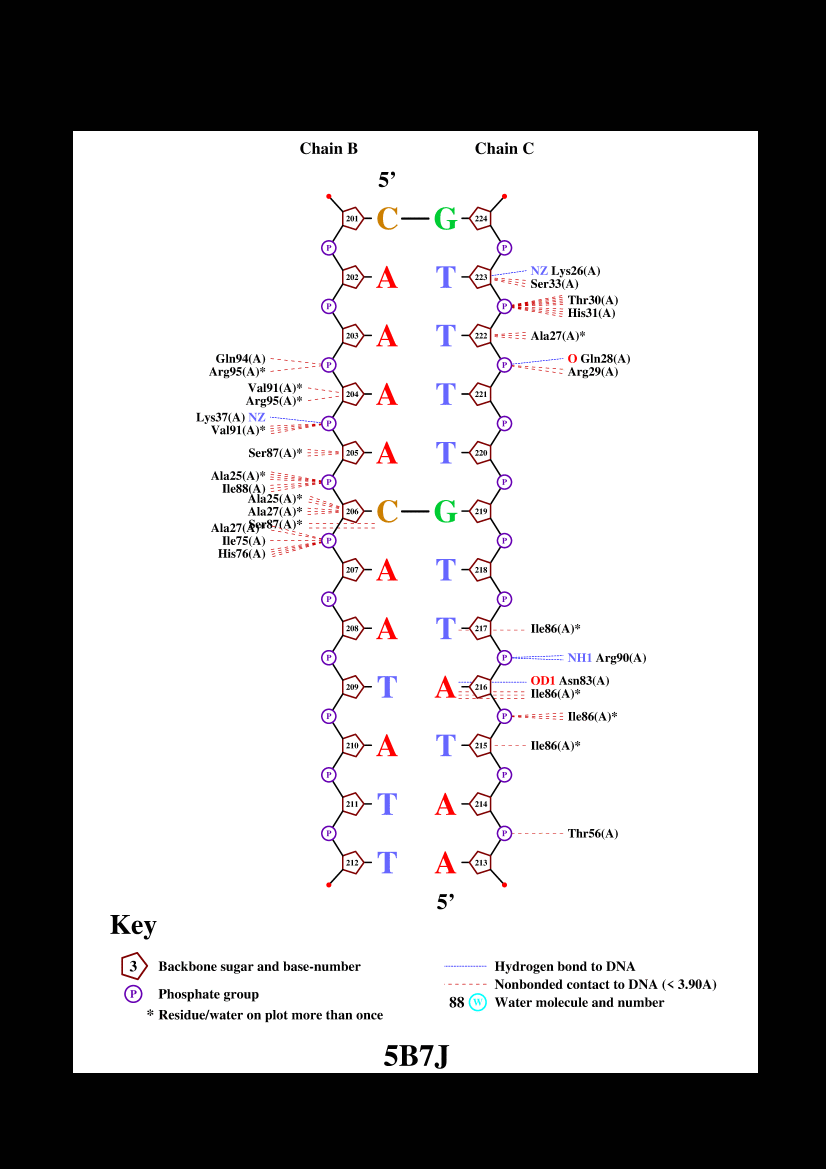 Chain B Chain C
5’
201 C G 224
P P
202 A T 223 NZ Lys26(A)
Ser33(A)
P P Thr30(A)
His31(A)
203 A T 222 Ala27(A)*
Gln94(A) P P O Gln28(A)
Arg95(A)* Arg29(A)
Val91(A)* 204 A T 221
Arg95(A)*
Lys37(A) NZ P P
Val91(A)*
Ser87(A)* 205 A T 220
Ala25(A)* P P
Ile88(A)
Ala25(A)*
Ala27(A)* 206 C G 219
Ser87(A)*
Ala27(A)*
Ile75(A) P P
His76(A)
207 A T 218
P P
208 A T 217 Ile86(A)*
P P NH1 Arg90(A)
209 T A 216 OD1 Asn83(A)
Ile86(A)*
P P Ile86(A)*
210 A T 215 Ile86(A)*
P P
211 T A 214
P P Thr56(A)
212 T A 213
5’
Key
3 Backbone sugar and base-number
P Phosphate group
* Residue/water on plot more than once
Hydrogen bond to DNA
Nonbonded contact to DNA (< 3.90A)
88 W Water molecule and number
5B7J